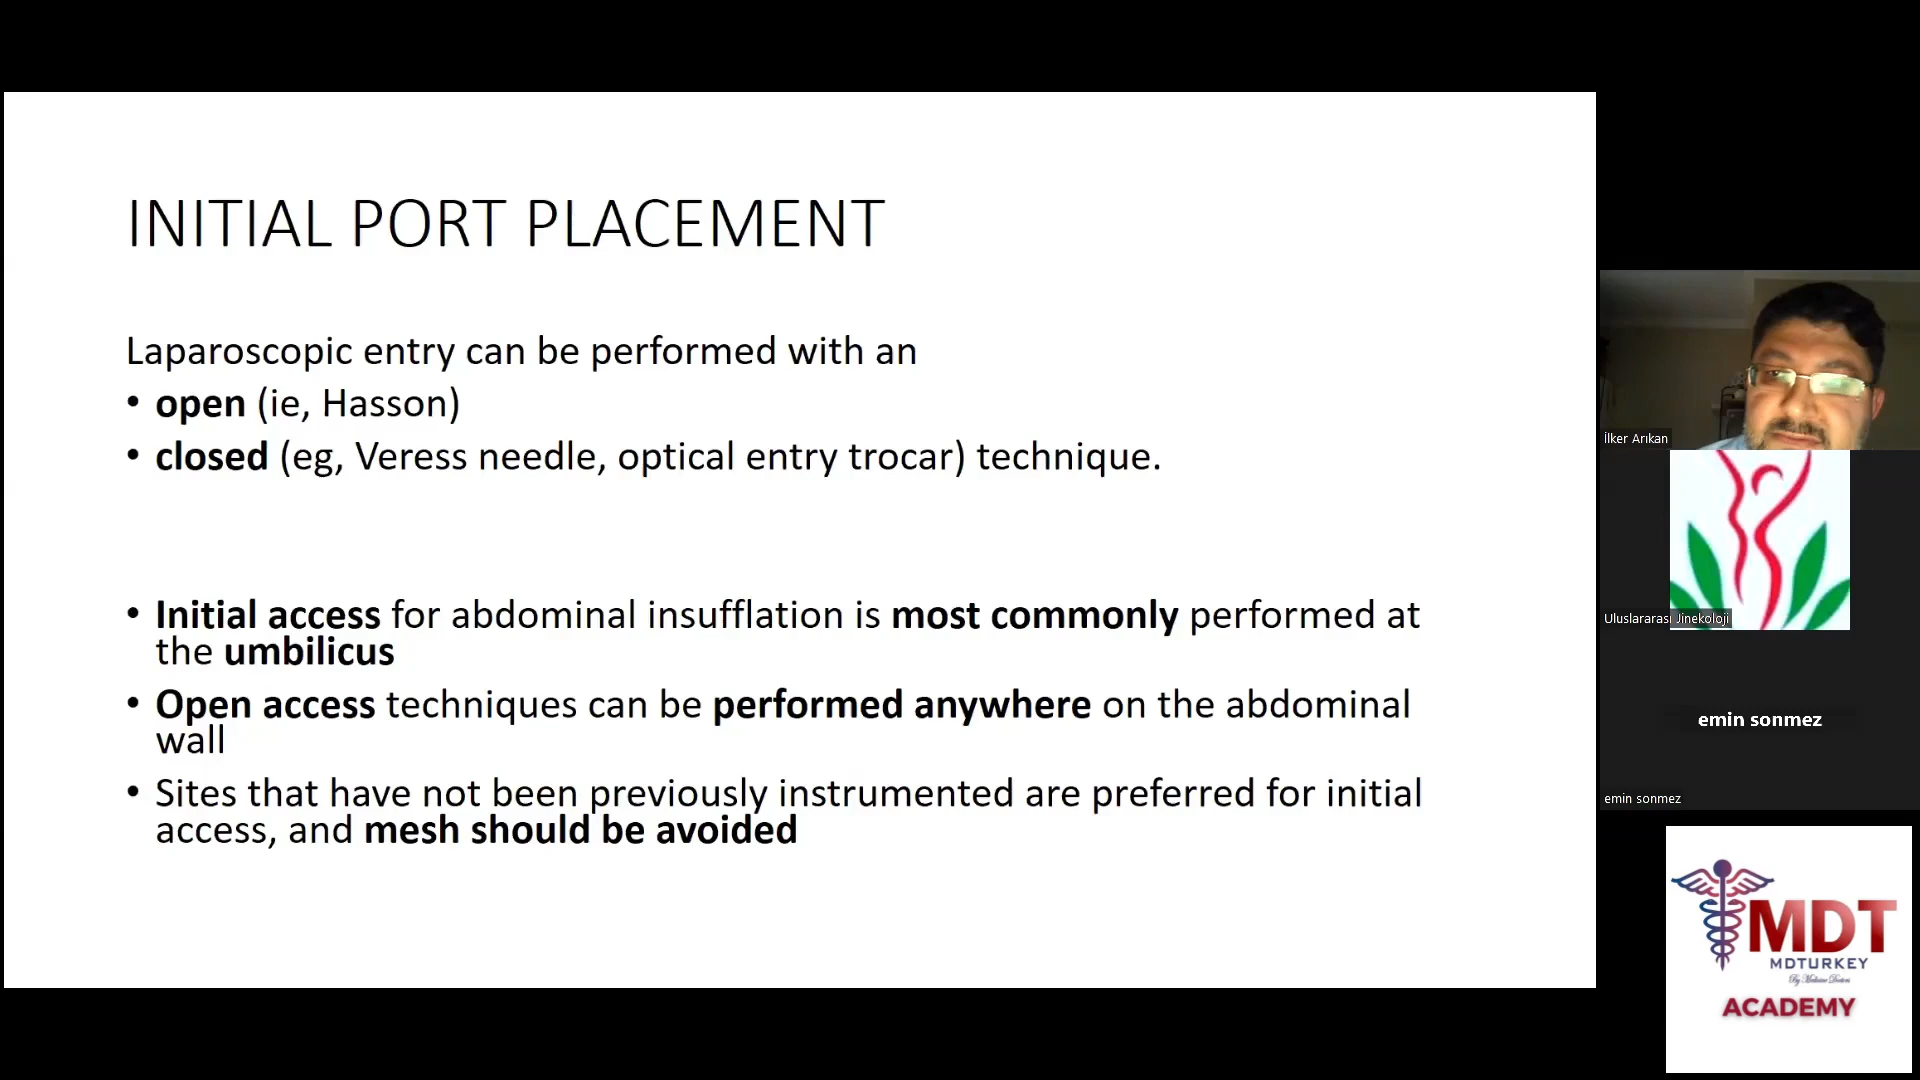 INITIAL PORT PLACEMENT
Laparoscopic entry can be performed with an
• open (ie, Hasson)
• closed (eg, Veress needle, optical entry trocar) technique.
• Initial access for abdominal insufflation is most commonly performed at
the umbilicus
• Open access techniques can be performed anywhere on the abdominal
wall
• Sites that have not been previously instrumented are preferred for initial
access, and mesh should be avoided
İlker Arıkan
Uluslararası Jinekoloji
emin sonmez
emin sonmez
MDT
MDTURKEY
By Medicine Doctors
ACADEMY